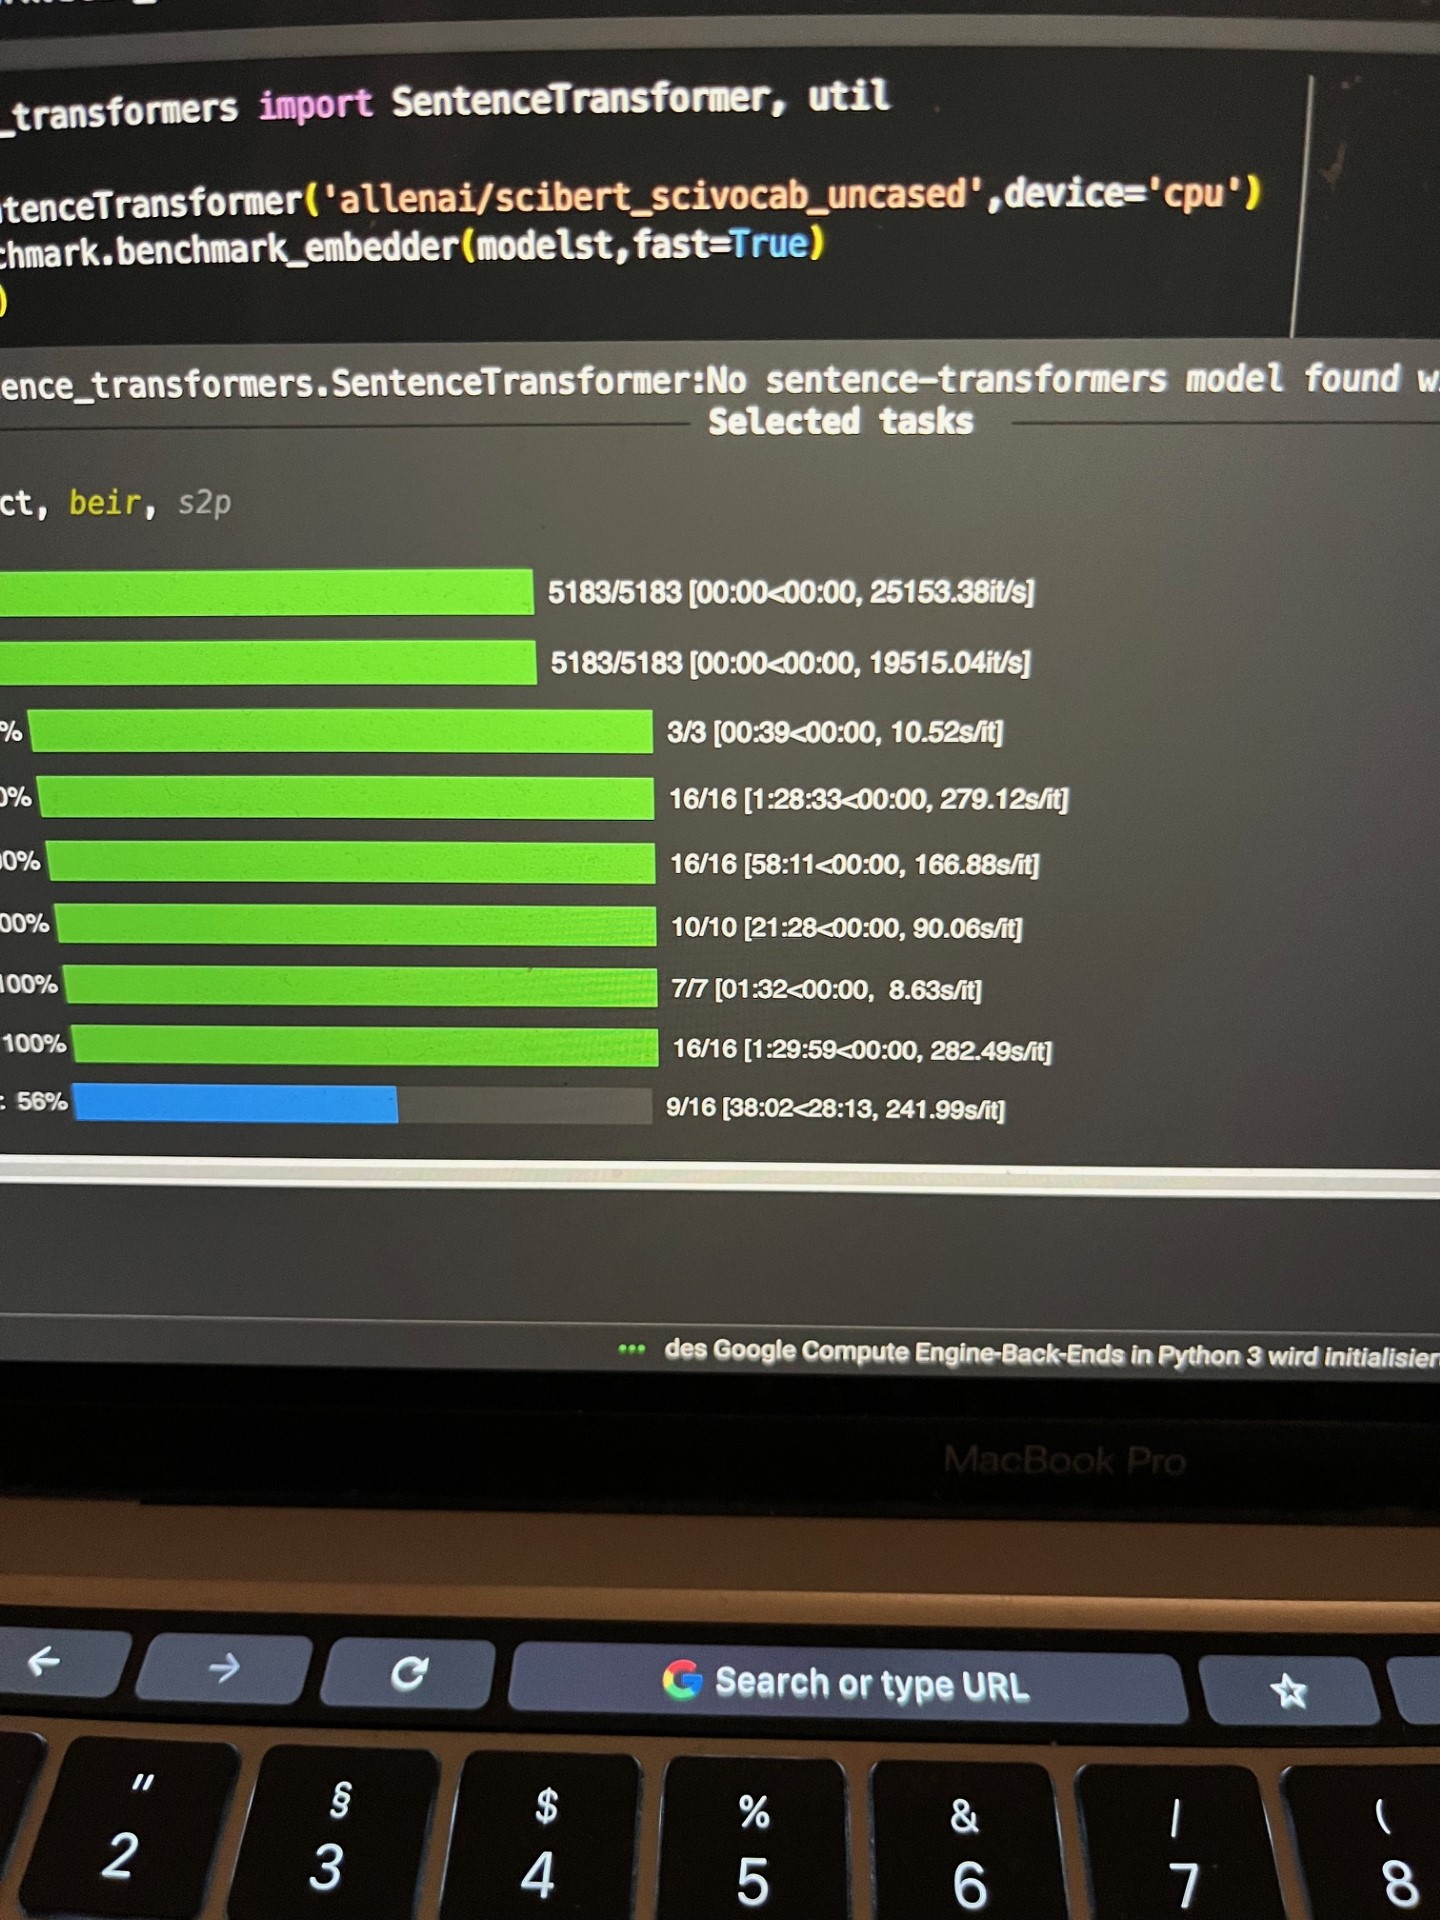 _transformers import SentenceTransformer, util
tenceTransformer('allenai/scibert_scivocab_uncased',device='cpu')
chmark.benchmark_embedder(modelst,fast=True)
)
ence_transformers.SentenceTransformer:No sentence-transformers model found w
Selected tasks
ct, beir, s2p
5183/5183 [00:00<00:00, 25153.38it/s]
5183/5183 [00:00<00:00, 19515.04it/s]
% 3/3 [00:39<00:00, 10.52s/it]
0% 16/16 [1:28:33<00:00, 279.12s/it]
00% 16/16 [58:11<00:00, 166.88s/it]
00% 10/10 [21:28<00:00, 90.06s/it]
100% 7/7 [01:32<00:00, 8.63s/it]
100% 16/16 [1:29:59<00:00, 282.49s/it]
: 56% 9/16 [38:02<28:13, 241.99s/it]
des Google Compute Engine-Back-Ends in Python 3 wird initialisier
MacBook Pro
Search or type URL
" § $ % & / (
2 3 4 5 6 7 8